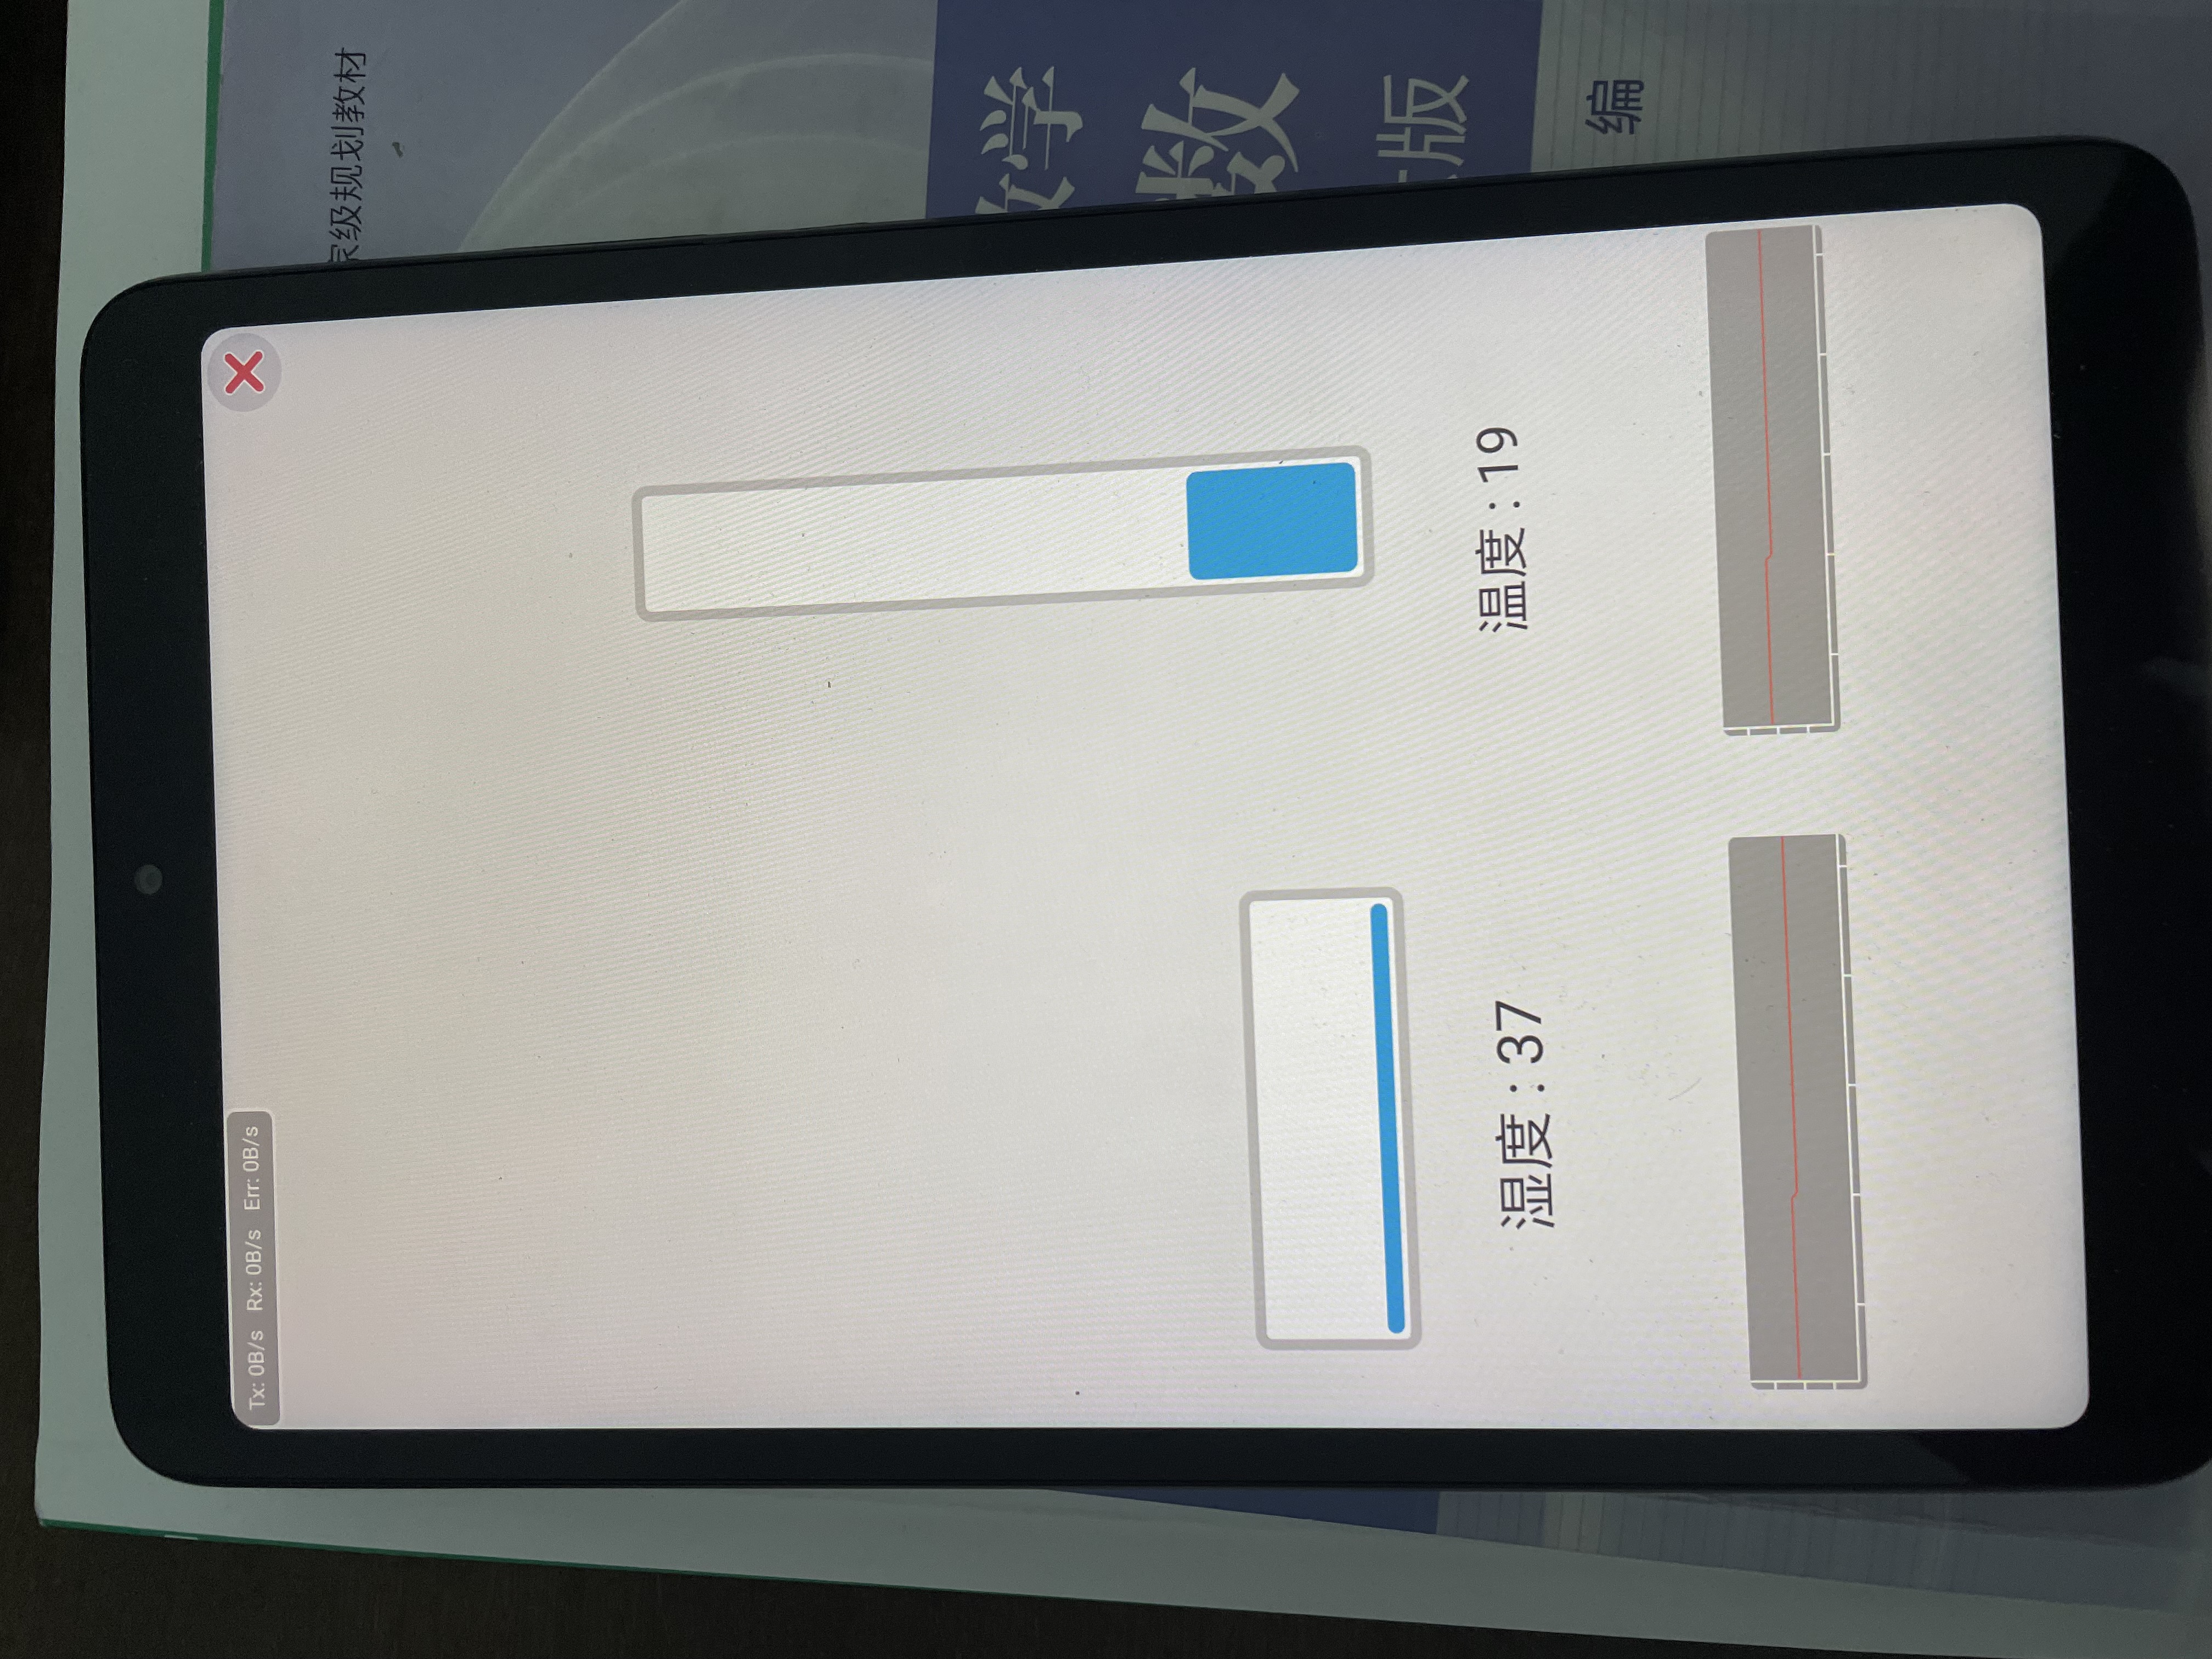 Tx: 0B/s Rx: 0B/s Err: 0B/s
家级规划教材
数学
数
版
湿度 : 37
温度 : 19
编